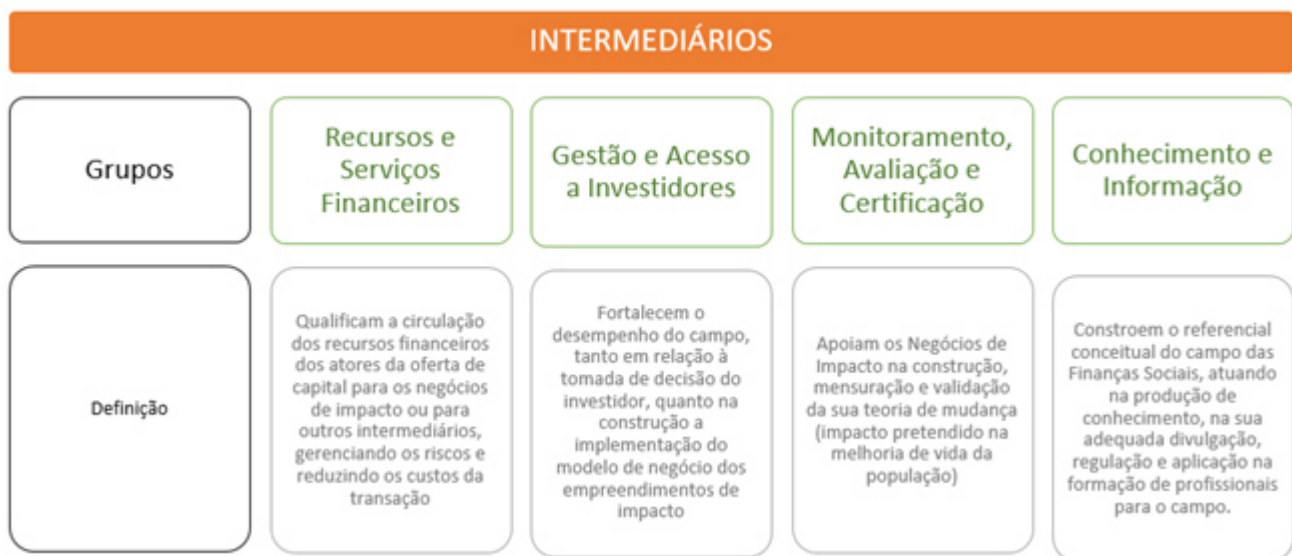 INTERMEDIÁRIOS
Grupos
Recursos e
Serviços
Financeiros
Gestão e Acesso
a Investidores
Monitoramento,
Avaliação e
Certificação
Conhecimento e
Informação
Definição
Qualificam a circulação
dos recursos financeiros
dos atores da oferta de
capital para os negócios
de impacto ou para
outros intermediários,
gerenciando os riscos e
reduzindo os custos da
transação
Fortalecem o
desempenho do campo,
tanto em relação à
tomada de decisão do
investidor, quanto na
construção a
implementação do
modelo de negócio dos
empreendimentos de
impacto
Apoiam os Negócios de
Impacto na construção,
mensuração e validação
da sua teoria de mudança
(impacto pretendido na
melhoria de vida da
população)
Constroem o referencial
conceitual do campo das
Finanças Sociais, atuando
na produção de
conhecimento, na sua
adequada divulgação,
regulação e aplicação na
formação de profissionais
para o campo.